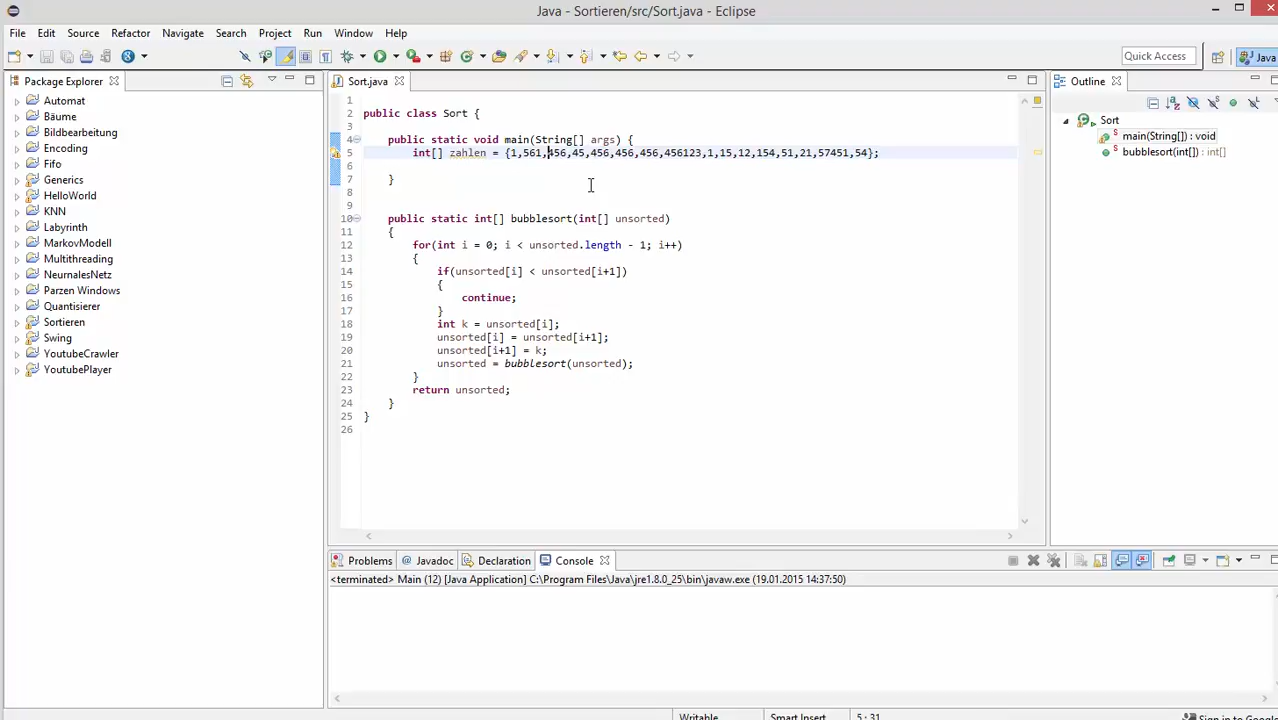 Java - Sortieren/src/Sort.java - Eclipse
File Edit Source Refactor Navigate Search Project Run Window Help
Quick Access
Java
Package Explorer
Automat
Bäume
Bildbearbeitung
Encoding
Fifo
Generics
HelloWorld
KNN
Labyrinth
MarkovModell
Multithreading
NeurnalesNetz
Parzen Windows
Quantisierer
Sortieren
Swing
YoutubeCrawler
YoutubePlayer
Sort.java
1
2 public class Sort {
3
4 public static void main(String[] args) {
5 int[] zahlen = {1,561,456,45,456,456,456,456123,1,15,12,154,51,21,57451,54};
6
7 }
8
9
10 public static int[] bubblesort(int[] unsorted)
11 {
12 for(int i = 0; i < unsorted.length - 1; i++)
13 {
14 if(unsorted[i] < unsorted[i+1])
15 {
16 continue;
17 }
18 int k = unsorted[i];
19 unsorted[i] = unsorted[i+1];
20 unsorted[i+1] = k;
21 unsorted = bubblesort(unsorted);
22 }
23 return unsorted;
24 }
25 }
26
Outline
Sort
main(String[]) : void
bubblesort(int[]) : int[]
Problems Javadoc Declaration Console
<terminated> Main (12) [Java Application] C:\Program Files\Java\jre1.8.0_25\bin\javaw.exe (19.01.2015 14:37:50)
Writable Smart Insert 5 : 31 Sign in to Google